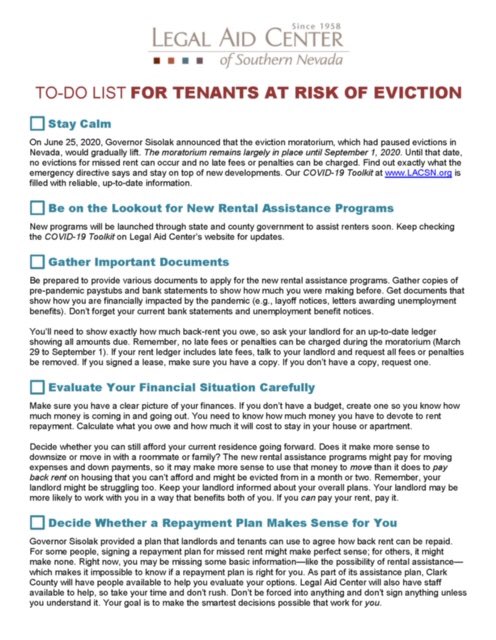 Since 1958
LEGAL AID CENTER
of Southern Nevada
TO-DO LIST FOR TENANTS AT RISK OF EVICTION
Stay Calm
On June 25, 2020, Governor Sisolak announced that the eviction moratorium, which had paused evictions in
Nevada, would gradually lift. The moratorium remains largely in place until September 1, 2020. Until that date,
no evictions for missed rent can occur and no late fees or penalties can be charged. Find out exactly what the
emergency directive says and stay on top of new developments. Our COVID-19 Toolkit at www.LACSN.org is
filled with reliable, up-to-date information.
Be on the Lookout for New Rental Assistance Programs
New programs will be launched through state and county government to assist renters soon. Keep checking
the COVID-19 Toolkit on Legal Aid Center's website for updates.
Gather Important Documents
Be prepared to provide various documents to apply for the new rental assistance programs. Gather copies of
pre-pandemic paystubs and bank statements to show how much you were making before. Get documents that
show how you are financially impacted by the pandemic (e.g., layoff notices, letters awarding unemployment
benefits). Don't forget your current bank statements and unemployment benefit notices.
You'll need to show exactly how much back-rent you owe, so ask your landlord for an up-to-date ledger
showing all amounts due. Remember, no late fees or penalties can be charged during the moratorium (March
29 to September 1). If your rent ledger includes late fees, talk to your landlord and request all fees or penalties
be removed. If you signed a lease, make sure you have a copy. If you don't have a copy, request one.
Evaluate Your Financial Situation Carefully
Make sure you have a clear picture of your finances. If you don't have a budget, create one so you know how
much money is coming in and going out. You need to know how much money you have to devote to rent
repayment. Calculate what you owe and how much it will cost to stay in your house or apartment.
Decide whether you can still afford your current residence going forward. Does it make more sense to
downsize or move in with a roommate or family? The new rental assistance programs might pay for moving
expenses and down payments, so it may make more sense to use that money to move than it does to pay
back rent on housing that you can't afford and might be evicted from in a month or two. Remember, your
landlord might be struggling too. Keep your landlord informed about your overall plans. Your landlord may be
more likely to work with you in a way that benefits both of you. If you can pay your rent, pay it.
Decide Whether a Repayment Plan Makes Sense for You
Governor Sisolak provided a plan that landlords and tenants can use to agree how back rent can be repaid.
For some people, signing a repayment plan for missed rent might make perfect sense; for others, it might
make none. Right now, you may be missing some basic information—like the possibility of rental assistance—
which makes it impossible to know if a repayment plan is right for you. As part of its assistance plan, Clark
County will have people available to help you evaluate your options. Legal Aid Center will also have staff
available to help, so take your time and don't rush. Don't be forced into anything and don't sign anything unless
you understand it. Your goal is to make the smartest decisions possible that work for you.